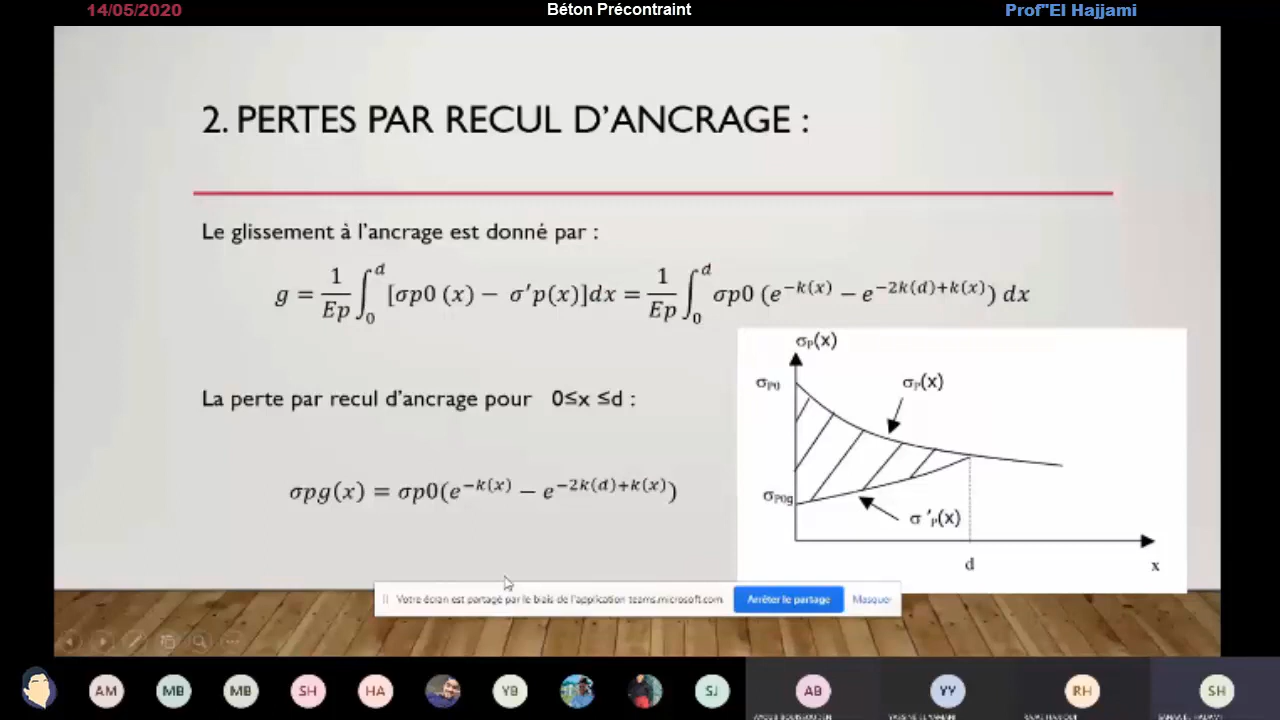 14/05/2020 Béton Précontraint Prof"El Hajjami
2. PERTES PAR RECUL D'ANCRAGE :
Le glissement à l'ancrage est donné par :
g = 1/Ep ∫₀ᵈ [σp0 (x) − σ′p(x)]dx = 1/Ep ∫₀ᵈ σp0 (e^{−k(x)} − e^{−2k(d)+k(x)}) dx
La perte par recul d'ancrage pour 0≤x ≤d :
σpg(x) = σp0(e^{−k(x)} − e^{−2k(d)+k(x)})
σP(x)
σP0
σP(x)
σP0g
σ ′P(x)
d
x
Votre écran est partagé par le biais de l'application teams.microsoft.com. Arrêter le partage Masquer
AM MB MB SH HA YB SJ AB YY RH SH